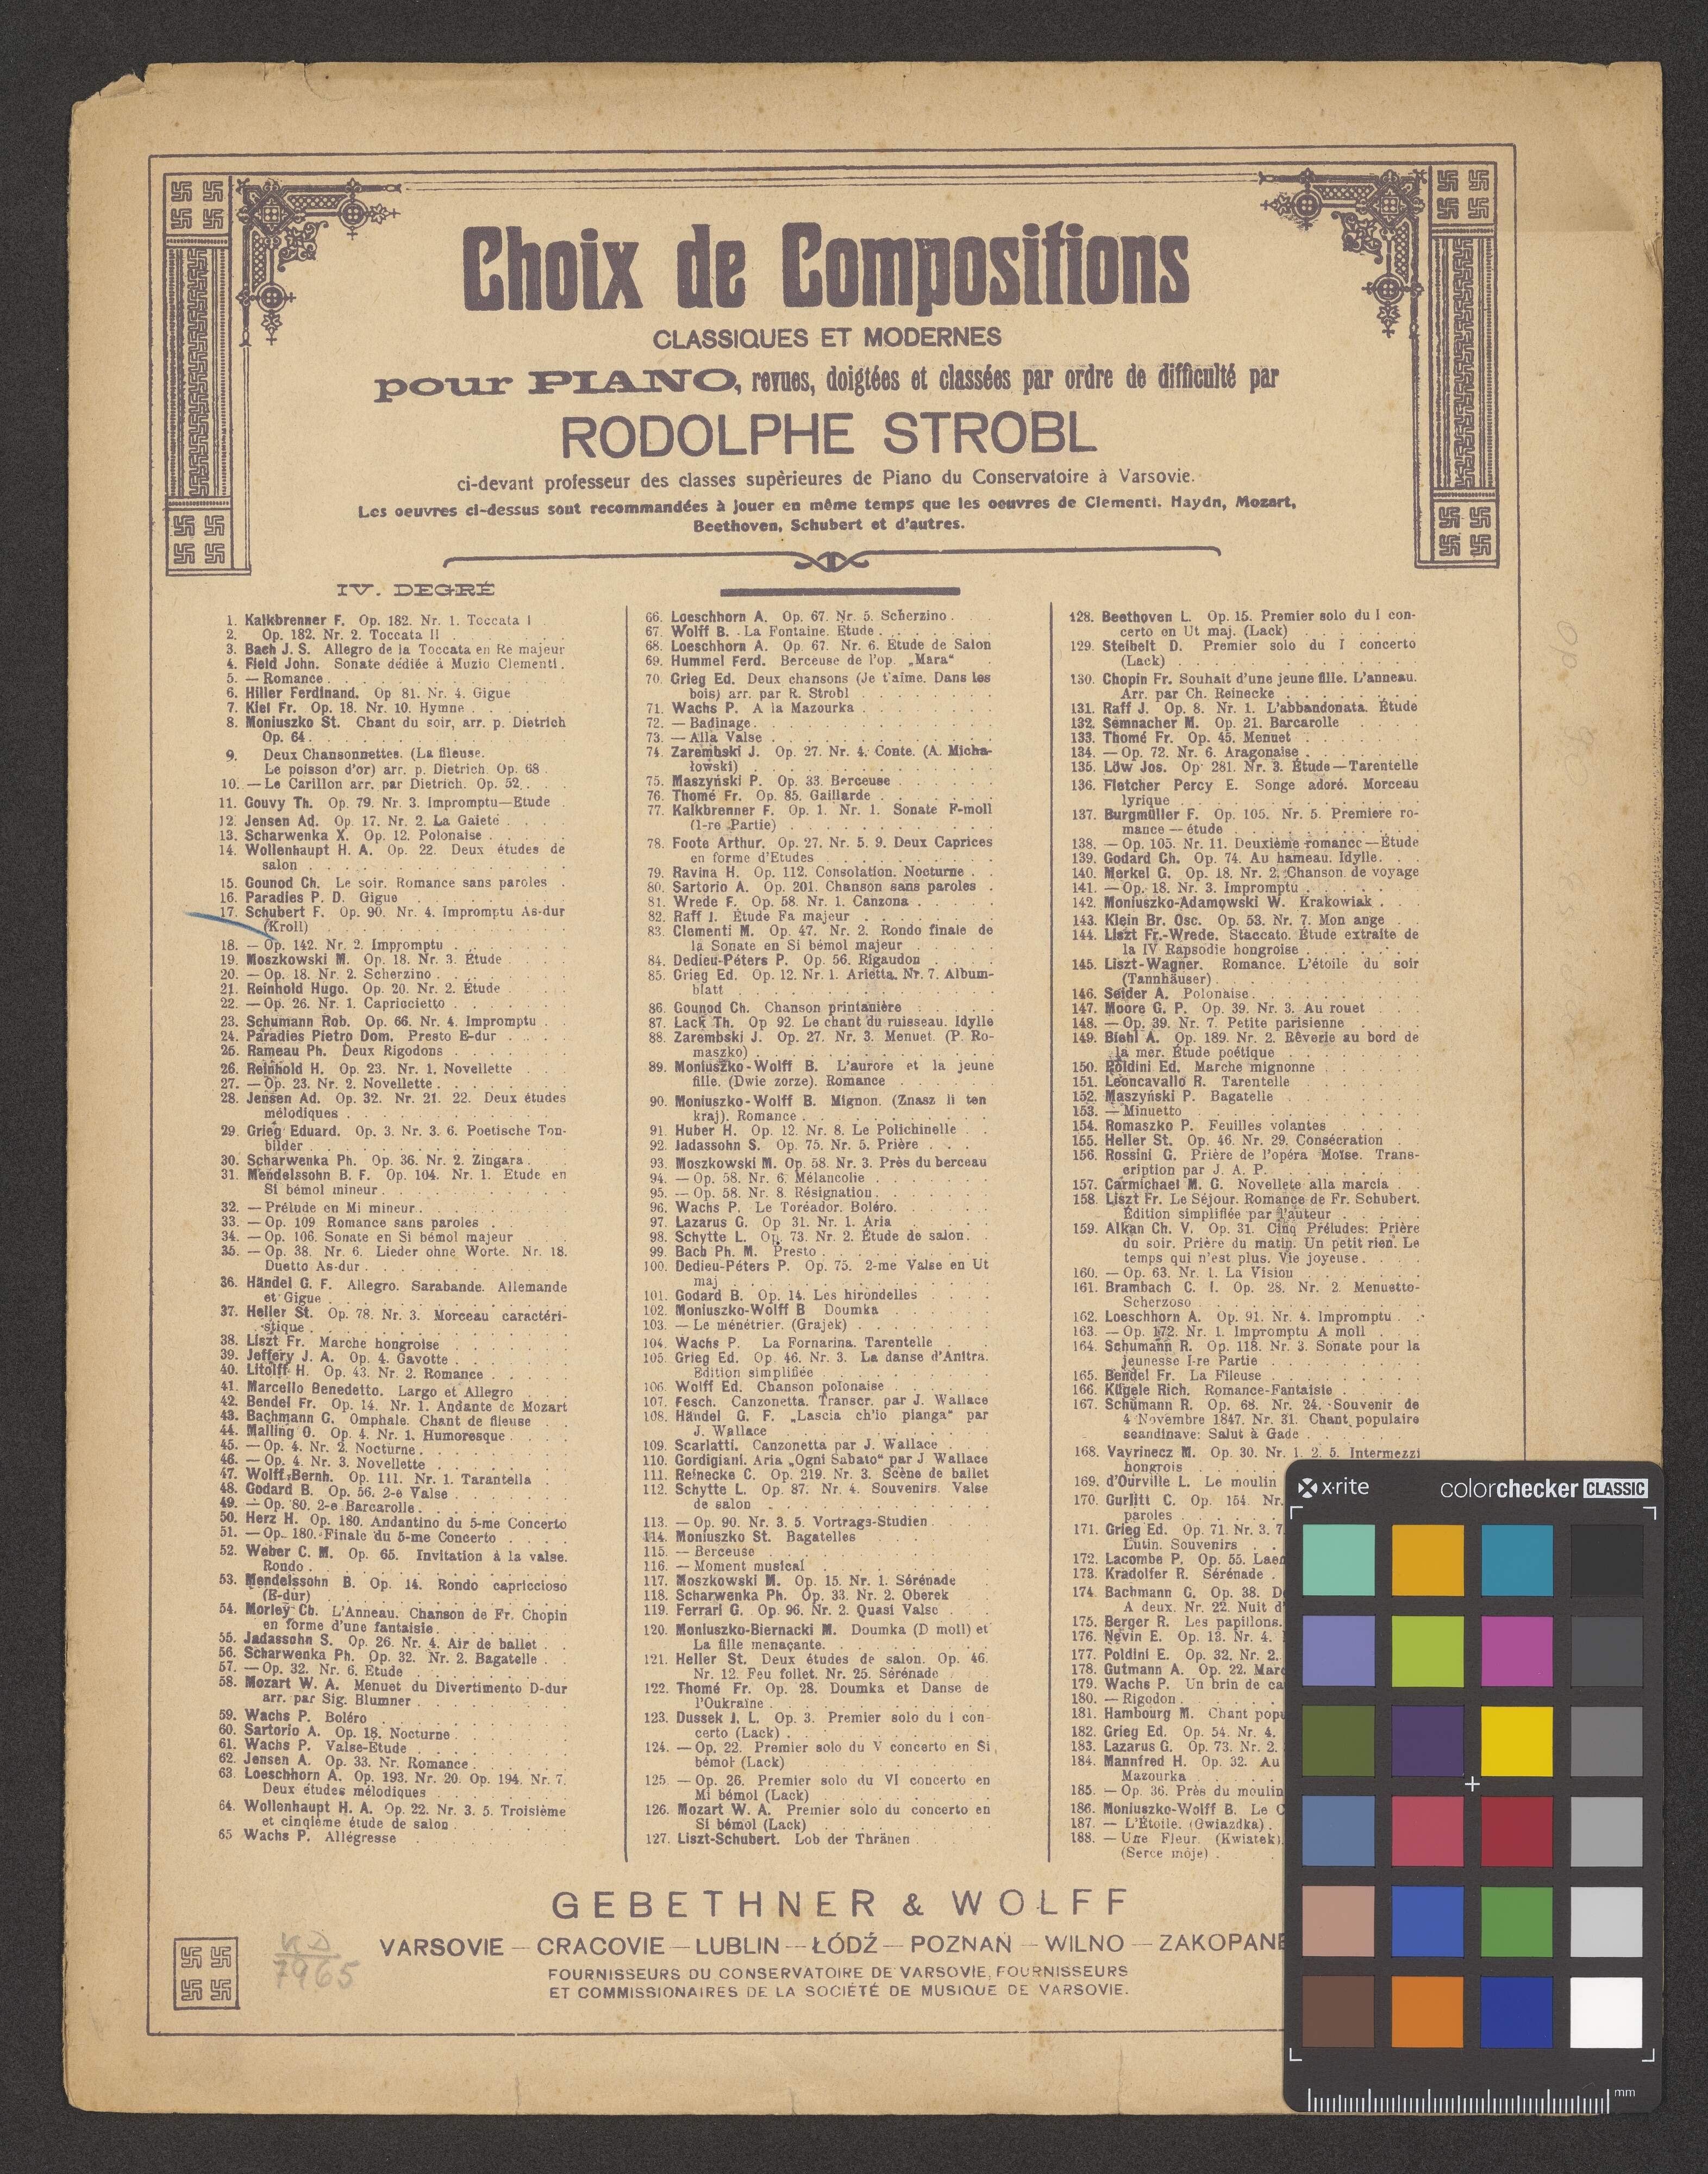 Choix de Compositions
CLASSIQUES ET MODERNES
pour PIANO, revues, doigtées et classées par ordre de difficulté par
RODOLPHE STROBL
ci-devant professeur des classes supèrieures de Piano du Conservatoire à Varsovie.
Les oeuvres ci-dessus sout recommandées à jouer en même temps que les oeuvres de Clementi. Haydn, Mozart,
Beethoven, Schubert et d'autres.
IV. DEGRÉ
1. Kalkbrenner F. Op. 182. Nr. 1. Toccata I
2. Op. 182. Nr. 2. Toccata II
3. Bach J. S. Allegro de la Toccata en Re majeur
4. Field John. Sonate dédiée à Muzio Clementi.
5. — Romance
6. Hiller Ferdinand. Op 81. Nr. 4. Gigue
7. Kiel Fr. Op. 18. Nr. 10. Hymne
8. Moniuszko St. Chant du soir, arr. p. Dietrich
Op. 64
9. Deux Chansonnettes. (La fileuse.
Le poisson d'or) arr. p. Dietrich. Op. 68
10. — Le Carillon arr. par Dietrich. Op. 52
11. Gouvy Th. Op. 79. Nr. 3. Impromptu—Etude
12. Jensen Ad. Op. 17. Nr. 2. La Galeté
13. Scharwenka X. Op. 12. Polonaise
14. Wollenhaupt H. A. Op. 22. Deux études de
salon
15. Gounod Ch. Le soir. Romance sans paroles
16. Paradies P. D. Gigue
17. Schubert F. Op. 90. Nr. 4. Impromptu As-dur
(Kroll)
18. — Op. 142. Nr. 2. Impromptu
19. Moszkowski M. Op. 18. Nr. 3. Étude
20. — Op. 18. Nr. 2. Scherzino
21. Reinhold Hugo. Op. 20. Nr. 2. Étude
22. — Op. 26. Nr. 1. Capriccietto
23. Schumann Rob. Op. 66. Nr. 4. Impromptu
24. Paradies Pietro Dom. Presto E-dur
25. Rameau Ph. Deux Rigodons
26. Reinhold H. Op. 23. Nr. 1. Novellette
27. — Op. 23. Nr. 2. Novellette
28. Jensen Ad. Op. 32. Nr. 21. 22. Deux études
mélodiques
29. Grieg Eduard. Op. 3. Nr. 3. 6. Poetische Ton-
bilder
30. Scharwenka Ph. Op. 36. Nr. 2. Zingara
31. Mendelssohn B. F. Op. 104. Nr. 1. Etude en
Si bémol mineur
32. — Prélude en Mi mineur
33. — Op. 109 Romance sans paroles
34. — Op. 106. Sonate en Si bémol majeur
35. — Op. 38. Nr. 6. Lieder ohne Worte. Nr. 18.
Duetto As-dur
36. Händel G. F. Allegro. Sarabande. Allemande
et Gigue
37. Heller St. Op. 78. Nr. 3. Morceau caractéri-
stique
38. Liszt Fr. Marche hongroise
39. Jeffery J. A. Op. 4. Gavotte
40. Litolff H. Op. 43. Nr. 2. Romance
41. Marcello Benedetto. Largo et Allegro
42. Bendel Fr. Op. 14. Nr. 1. Andante de Mozart
43. Bachmann G. Omphale. Chant de fileuse
44. Malling O. Op. 4. Nr. 1. Humoresque
45. — Op. 4. Nr. 2. Nocturne
46. — Op. 4. Nr. 3. Novellette
47. Wolff Bernh. Op. 111. Nr. 1. Tarantella
48. Godard B. Op. 56. 2-e Valse
49. — Op. 80. 2-e Barcarolle
50. Herz H. Op. 180. Andantino du 5-me Concerto
51. — Op. 180. Finale du 5-me Concerto
52. Weber C. M. Op. 65. Invitation à la valse.
Rondo
53. Mendelssohn B. Op. 14. Rondo capriccioso
(E-dur)
54. Morley Ch. L'Anneau. Chanson de Fr. Chopin
en forme d'une fantaisie
55. Jadassohn S. Op. 26. Nr. 4. Air de ballet
56. Scharwenka Ph. Op. 32. Nr. 2. Bagatelle
57. — Op. 32. Nr. 6. Etude
58. Mozart W. A. Menuet du Divertimento D-dur
arr. par Sig. Blumner
59. Wachs P. Boléro
60. Sartorio A. Op. 18. Nocturne
61. Wachs P. Valse-Étude
62. Jensen A. Op. 33. Nr. Romance
63. Loeschhorn A. Op. 193. Nr. 20. Op. 194. Nr. 7.
Deux études mélodiques
64. Wollenhaupt H. A. Op. 22. Nr. 3. 5. Troisième
et cinqième étude de salon
65 Wachs P. Allégresse
66. Loeschhorn A. Op. 67. Nr. 5. Scherzino
67. Wolff B. La Fontaine. Etude
68. Loeschhorn A. Op 67. Nr. 6. Etude de Salon
69. Hummel Ferd. Berceuse de l'op. „Mara"
70. Grieg Ed. Deux chansons (Je t'aime. Dans les
bois) arr. par R. Strobl
71. Wachs P. A la Mazourka
72. — Badinage
73. — Alla Valse
74. Zarembski J. Op. 27. Nr. 4. Conte. (A. Micha-
łowski)
75. Maszyński P. Op. 33. Berceuse
76. Thomé Fr. Op. 85. Gaillarde
77. Kalkbrenner F. Op. 1. Nr. 1. Sonate F-moll
(1-re Partie)
78. Foote Arthur. Op. 27. Nr. 5. 9. Deux Caprices
en forme d'Etudes
79. Ravina H. Op. 112. Consolation. Nocturne
80. Sartorio A. Op. 201. Chanson sans paroles
81. Wrede F. Op. 58. Nr. 1. Canzona
82. Raff J. Étude Fa majeur
83. Clementi M. Op. 47. Nr. 2. Rondo finale de
la Sonate en Si bémol majeur
84. Dedieu-Péters P. Op. 56. Rigaudon
85. Grieg Ed. Op. 12. Nr. 1. Arietta. Nr. 7. Album-
blatt
86. Gounod Ch. Chanson printanière
87. Lack Th. Op 92. Le chant du ruisseau. Idylle
88. Zarembski J. Op. 27. Nr. 3. Menuet. (P. Ro-
maszko)
89. Moniuszko-Wolff B. L'aurore et la jeune
fille. (Dwie zorze). Romance
90. Moniuszko-Wolff B. Mignon. (Znasz li ten
kraj). Romance
91. Huber H. Op. 12. Nr. 8. Le Polichinelle
92. Jadassohn S. Op. 75. Nr. 5. Prière
93. Moszkowski M. Op. 58. Nr. 3. Près du berceau
94. — Op. 58. Nr. 6. Mélancolie
95. — Op. 58. Nr. 8. Résignation
96. Wachs P. Le Toréador. Boléro.
97. Lazarus G. Op 31. Nr. 1. Aria
98. Schytte L. Op. 73. Nr. 2. Étude de salon.
99. Bach Ph. M. Presto
100. Dedieu-Péters P. Op. 75. 2-me Valse en Ut
maj
101. Godard B. Op. 14. Les hirondelles
102. Moniuszko-Wolff B Doumka
103. — Le ménétrier. (Grajek)
104. Wachs P. La Fornarina. Tarentelle
105. Grieg Ed. Op. 46. Nr. 3. La danse d'Anitra.
Edition simplifiée
106. Wolff Ed. Chanson polonaise
107. Fesch. Canzonetta. Transcr. par J. Wallace
108. Händel G. F. „Lascia ch'io pianga" par
J. Wallace
109. Scarlatti. Canzonetta par J. Wallace
110. Gordigiani. Aria „Ogni Sabato" par J Wallace
111. Reinecke C. Op. 219. Nr. 3. Scène de ballet
112. Schytte L. Op. 87. Nr. 4. Souvenirs. Valse
de salon
113. — Op. 90. Nr. 3. 5. Vortrags-Studien
114. Moniuszko St. Bagatelles
115. — Berceuse
116. — Moment musical
117. Moszkowski M. Op. 15. Nr. 1. Sérénade
118. Scharwenka Ph. Op. 33. Nr. 2. Oberek
119. Ferrari G. Op. 96. Nr. 2. Quasi Valse
120. Moniuszko-Biernacki M. Doumka (D moll) et
La fille menaçante.
121. Heller St. Deux études de salon. Op. 46.
Nr. 12. Feu follet. Nr. 25. Sérénade
122. Thomé Fr. Op. 28. Doumka et Danse de
l'Oukraïne
123. Dussek J. L. Op. 3. Premier solo du I con-
certo (Lack)
124. — Op. 22. Premier solo du V concerto en Si
bémol (Lack)
125. — Op. 26. Premier solo du VI concerto en
Mi bémol (Lack)
126. Mozart W. A. Premier solo du concerto en
Si bémol (Lack)
127. Liszt-Schubert. Lob der Thränen
128. Beethoven L. Op. 15. Premier solo du I con-
certo en Ut maj. (Lack)
129. Steibelt D. Premier solo du I concerto
(Lack)
130. Chopin Fr. Souhait d'une jeune fille. L'anneau.
Arr. par Ch. Reinecke
131. Raff J. Op. 8. Nr. 1. L'abbandonata. Étude
132. Semnacher M. Op. 21. Barcarolle
133. Thomé Fr. Op. 45. Menuet
134. — Op. 72. Nr. 6. Aragonaise
135. Löw Jos. Op 281. Nr. 3. Étude—Tarentelle
136. Fletcher Percy E. Songe adoré. Morceau
lyrique
137. Burgmüller F. Op. 105. Nr. 5. Premiere ro-
mance — étude
138. — Op. 105. Nr. 11. Deuxième romance—Étude
139. Godard Ch. Op. 74. Au hameau. Idylle.
140. Merkel G. Op. 18. Nr. 2. Chanson de voyage
141. — Op. 18. Nr. 3. Impromptu
142. Moniuszko-Adamowski W. Krakowiak
143. Klein Br. Osc. Op. 53. Nr. 7. Mon ange
144. Liszt Fr.-Wrede. Staccato. Étude extraite de
la IV Rapsodie hongroise
145. Liszt-Wagner. Romance. L'étoile du soir
(Tannhäuser)
146. Seider A. Polonaise
147. Moore G. P. Op. 39. Nr. 3. Au rouet
148. — Op. 39. Nr. 7. Petite parisienne
149. Biehl A. Op. 189. Nr. 2. Rêverie au bord de
la mer. Étude poétique
150. Poldini Ed. Marche mignonne
151. Leoncavallo R. Tarentelle
152. Maszyński P. Bagatelle
153. — Minuetto
154. Romaszko P. Feuilles volantes
155. Heller St. Op. 46. Nr. 29. Consécration
156. Rossini G. Prière de l'opéra Moïse. Trans-
cription par J. A. P.
157. Carmichael M. G. Novellete alla marcia
158. Liszt Fr. Le Séjour. Romance de Fr. Schubert.
Édition simplifiée par l'auteur
159. Alkan Ch. V. Op. 31. Cinq Préludes: Prière
du soir. Prière du matin. Un petit rien. Le
temps qui n'est plus. Vie joyeuse
160. — Op. 63. Nr. 1. La Vision
161. Brambach C. I. Op. 28. Nr. 2. Menuetto-
Scherzoso
162. Loeschhorn A. Op. 91. Nr. 4. Impromptu
163. — Op. 172. Nr. 1. Impromptu A moll
164. Schumann R. Op. 118. Nr. 3. Sonate pour la
jeunesse I-re Partie
165. Bendel Fr. La Fileuse
166. Kügele Rich. Romance-Fantaisie
167. Schumann R. Op. 68. Nr. 24. Souvenir de
4 Novembre 1847. Nr. 31. Chant populaire
scandinave: Salut à Gade
168. Vavrinecz M. Op. 30. Nr. 1. 2. 5. Intermezzi
hongrois
169. d'Ourville L. Le moulin
170. Gurlitt C. Op. 154. Nr.
paroles
171. Grieg Ed. Op. 71. Nr. 3. 7
Lutin. Souvenirs
172. Lacombe P. Op. 55.
173. Kradolfer R. Sérénade
174. Bachmann G. Op. 38.
A deux. Nr. 22. Nuit
175. Berger R. Les papillons.
176. Nevin E. Op. 13. Nr. 4.
177. Poldini E. Op. 32. Nr. 2.
178. Gutmann A. Op. 22.
179. Wachs P. Un brin de
180. — Rigodon
181. Hambourg M. Chant
182. Grieg Ed. Op. 54. Nr. 4.
183. Lazarus G. Op. 73. Nr. 2.
184. Mannfred H. Op. 32. Au
Mazourka
185. — Op. 36. Près du moulin
186. Moniuszko-Wolff B. Le
187. — L'Étoile. (Gwiazdka)
188. — Une Fleur. (Kwiatek)
(Serce moje)
GEBETHNER & WOLFF
VARSOVIE — CRACOVIE — LUBLIN — ŁÓDŹ — POZNAŃ — WILNO — ZAKOPANE
FOURNISSEURS DU CONSERVATOIRE DE VARSOVIE, FOURNISSEURS
ET COMMISSIONAIRES DE LA SOCIÉTÉ DE MUSIQUE DE VARSOVIE.
KD
7965
x·rite colorchecker CLASSIC
mm